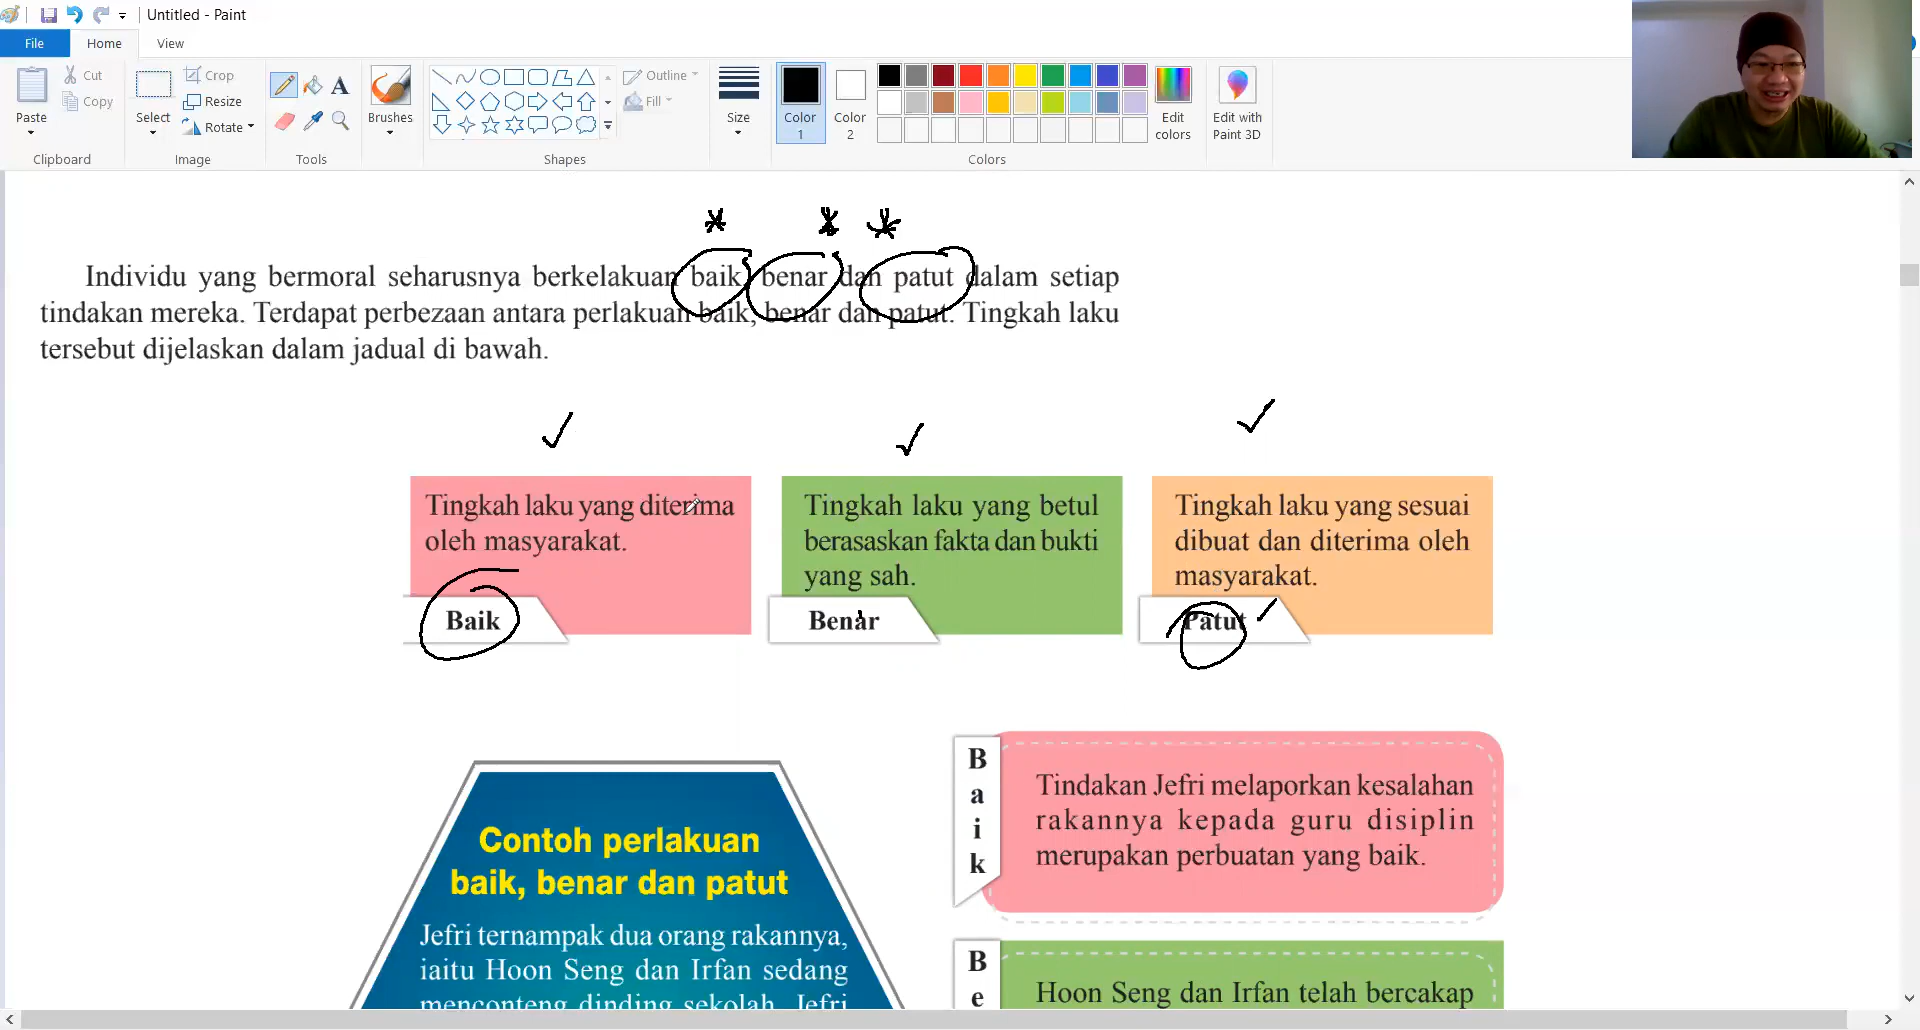 Untitled - Paint
File Home View
Paste
Cut
Copy
Clipboard
Select
Crop
Resize
Rotate
Image
A
Tools
Brushes
Outline
Fill
Shapes
Size
Color 1
Color 2
Edit colors
Edit with Paint 3D
Colors
Individu yang bermoral seharusnya berkelakuan baik, benar dan patut dalam setiap
tindakan mereka. Terdapat perbezaan antara perlakuan baik, benar dan patut. Tingkah laku
tersebut dijelaskan dalam jadual di bawah.
Tingkah laku yang diterima
oleh masyarakat.
Baik
Tingkah laku yang betul
berasaskan fakta dan bukti
yang sah.
Benar
Tingkah laku yang sesuai
dibuat dan diterima oleh
masyarakat.
Patut
Contoh perlakuan
baik, benar dan patut
Jefri ternampak dua orang rakannya,
iaitu Hoon Seng dan Irfan sedang
menconteng dinding sekolah. Jefri
Baik
Tindakan Jefri melaporkan kesalahan
rakannya kepada guru disiplin
merupakan perbuatan yang baik.
B
e
Hoon Seng dan Irfan telah bercakap